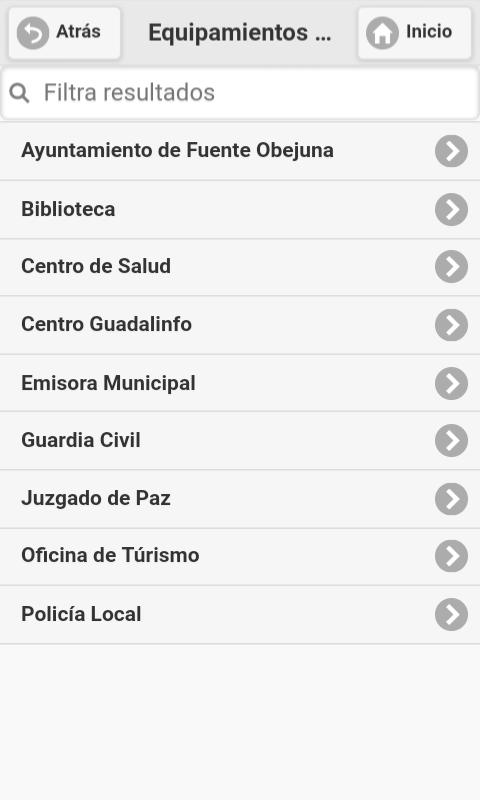 Atrás
Equipamientos ...
Inicio
Filtra resultados
Ayuntamiento de Fuente Obejuna
Biblioteca
Centro de Salud
Centro Guadalinfo
Emisora Municipal
Guardia Civil
Juzgado de Paz
Oficina de Túrismo
Policía Local